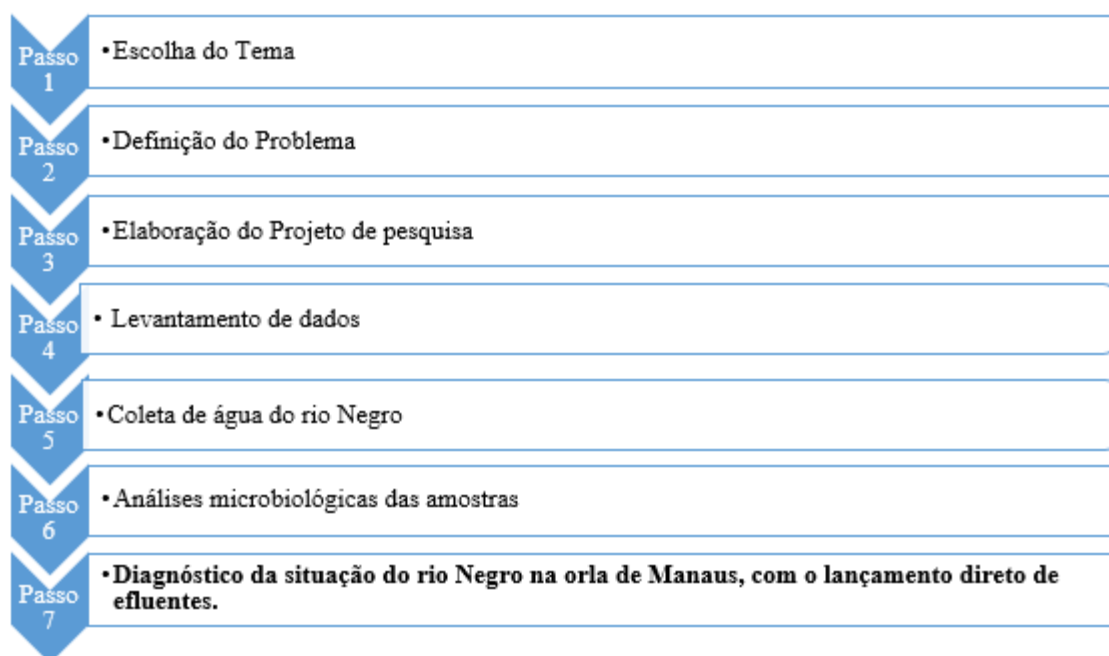 Passo
1
•Escolha do Tema
Passo
2
•Definição do Problema
Passo
3
•Elaboração do Projeto de pesquisa
Passo
4
• Levantamento de dados
Passo
5
•Coleta de água do rio Negro
Passo
6
•Análises microbiológicas das amostras
Passo
7
•Diagnóstico da situação do rio Negro na orla de Manaus, com o lançamento direto de
efluentes.